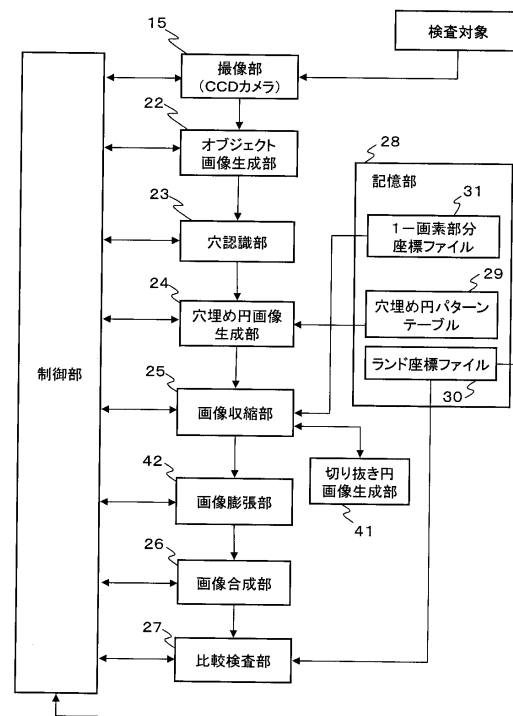 15
撮像部
(CCDカメラ)
検査対象
22
オブジェクト
画像生成部
28
記憶部
31
1－画素部分
座標ファイル
23
穴認識部
29
穴埋め円パターン
テーブル
24
穴埋め円画像
生成部
ランド座標ファイル
30
制御部
25
画像収縮部
切り抜き円
画像生成部
41
42
画像膨張部
26
画像合成部
27
比較検査部